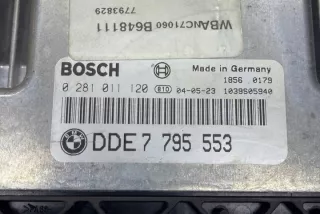 WBANC71060 B648111
7793829
BOSCH
Made in Germany
1856 0179
0 281 011 120 610 04-05-23 1039S05940
DDE 7 795 553